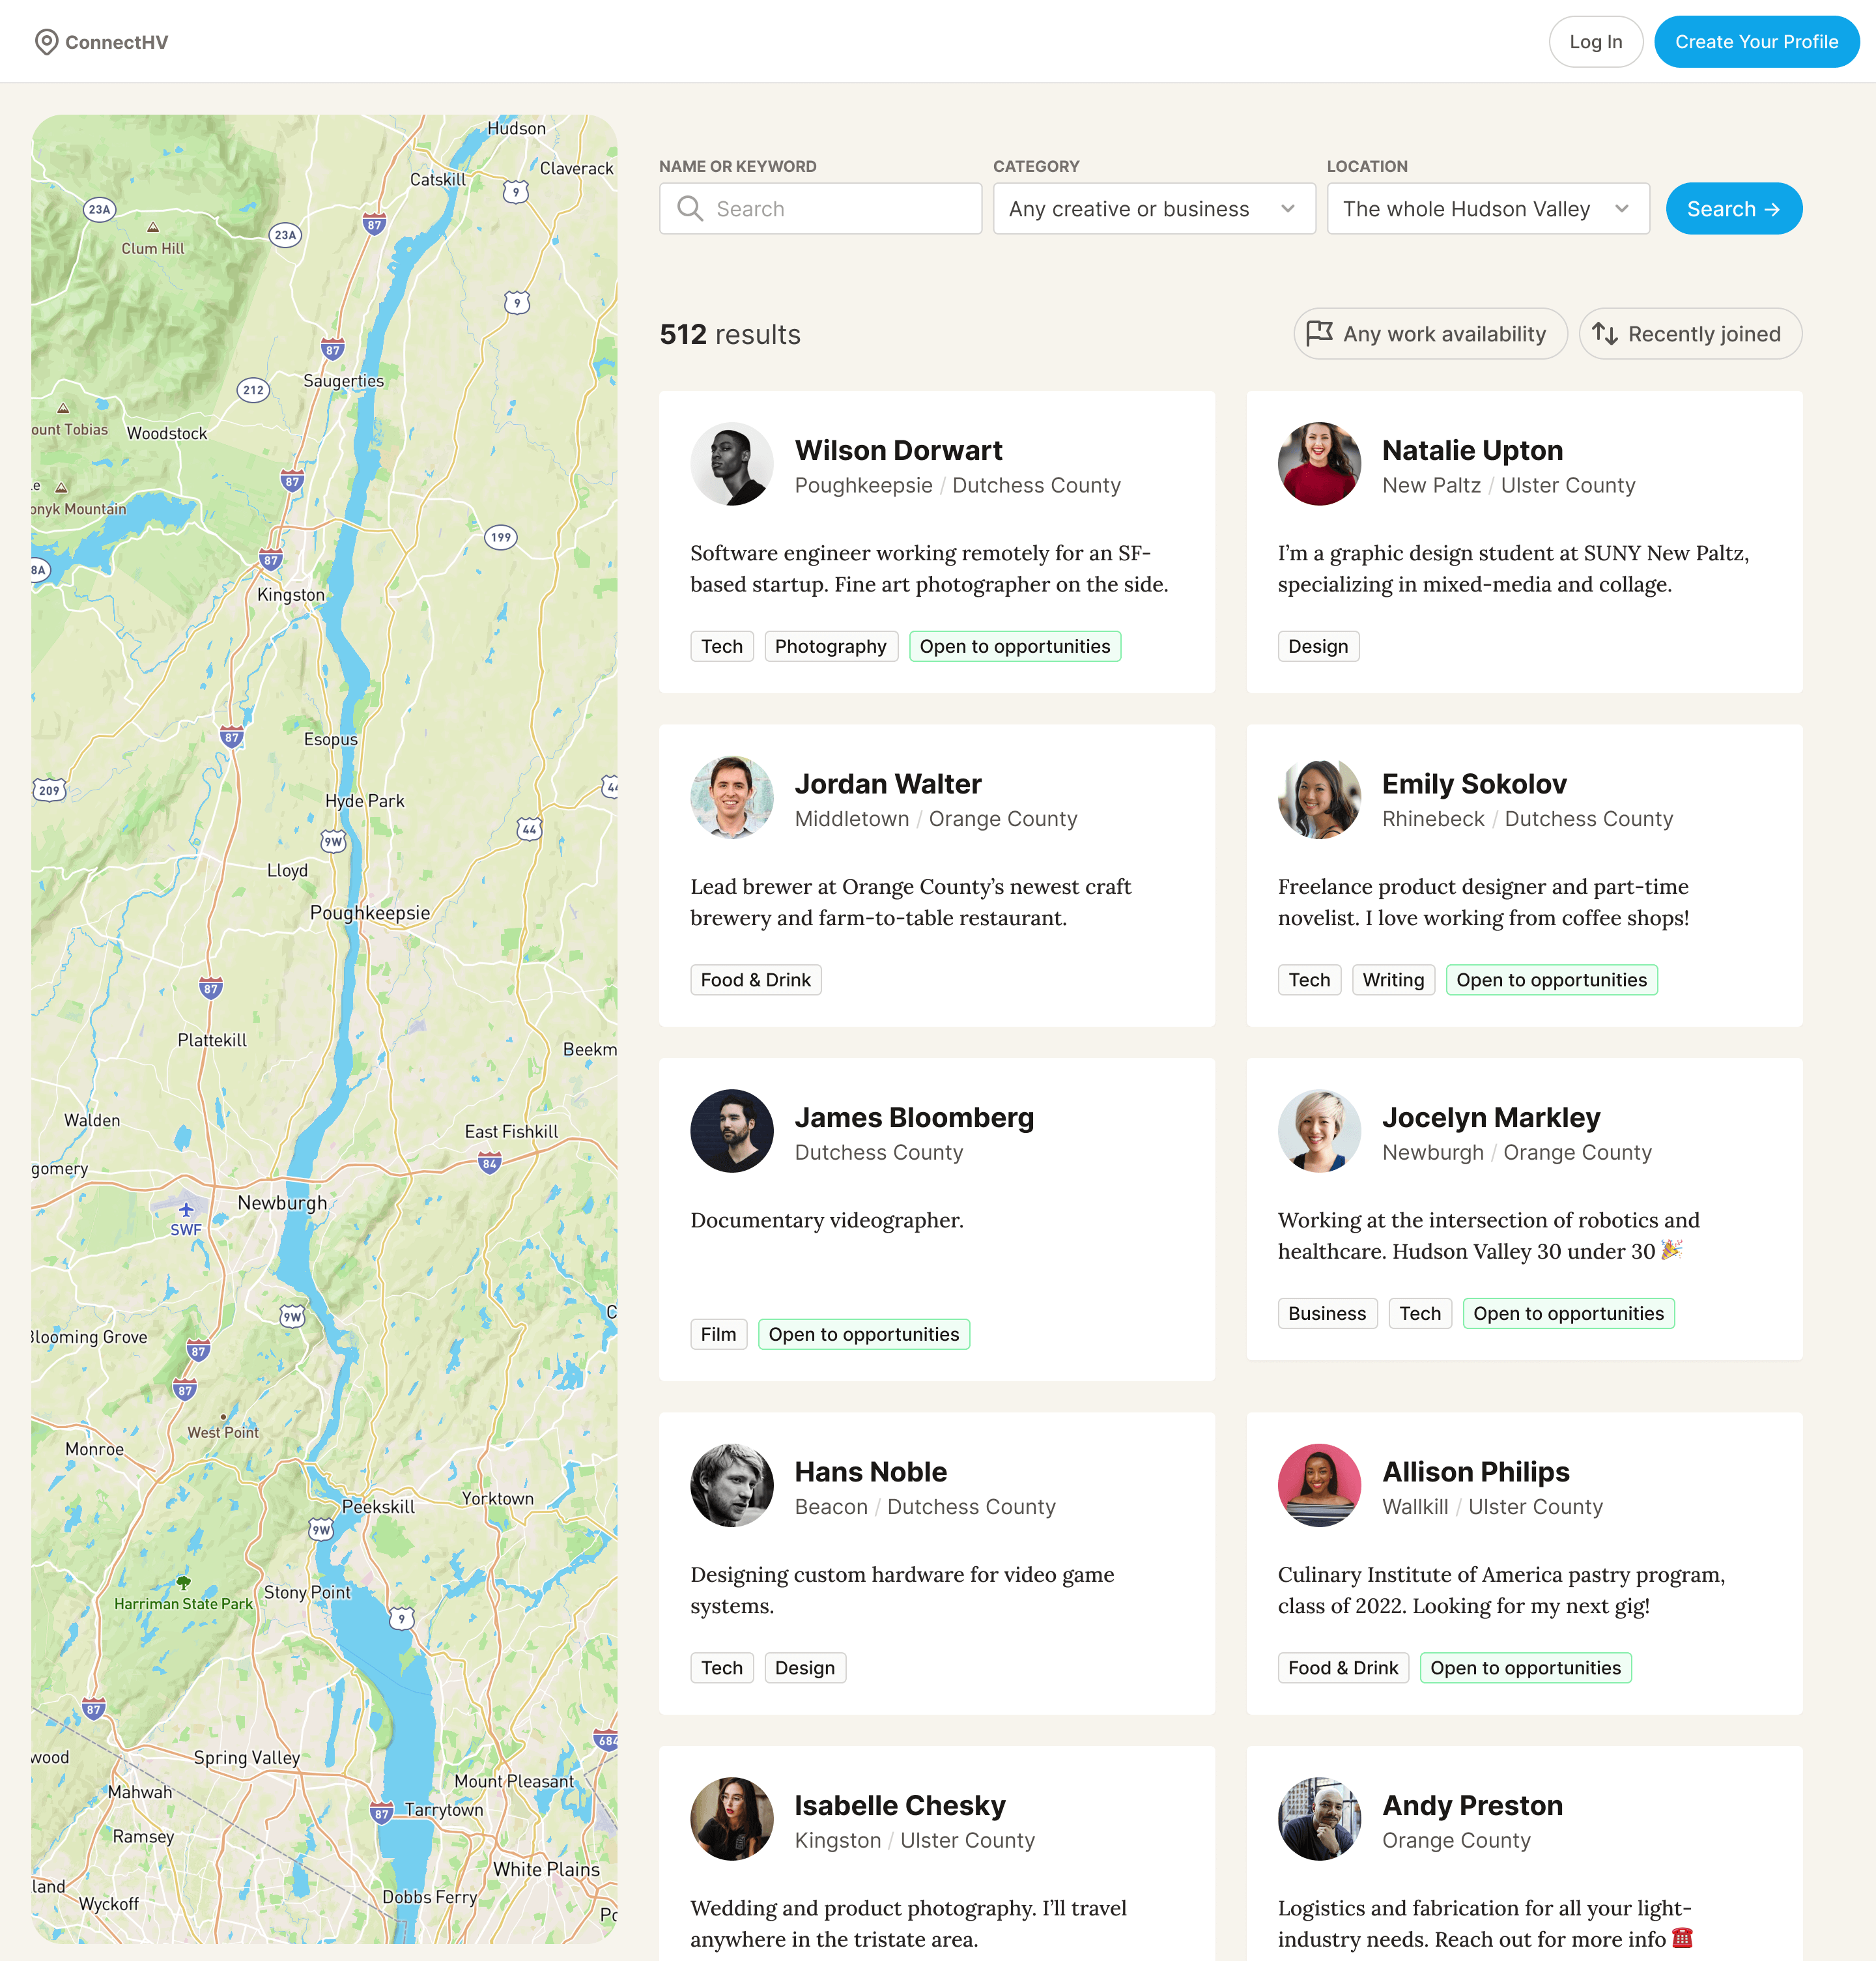 ConnectHV
Log In
Create Your Profile
Hudson
Claverack
Catskill
9
23A
Clum Hill
23A
87
9
87
Saugerties
212
ount Tobias
Woodstock
87
onyk Mountain
199
87
8A
Kingston
87
Esopus
209
Hyde Park
44
9W
44
Lloyd
Poughkeepsie
87
Plattekill
Beekm
Walden
East Fishkill
84
gomery
Newburgh
SWF
9W
Blooming Grove
87
87
West Point
Monroe
Peekskill
Yorktown
9W
Harriman State Park
Stony Point
9
87
684
wood
Spring Valley
Mahwah
Mount Pleasant
87
Tarrytown
Ramsey
White Plains
land
Wyckoff
Dobbs Ferry
NAME OR KEYWORD
CATEGORY
LOCATION
Search
Any creative or business
The whole Hudson Valley
Search →
512 results
Any work availability
Recently joined
Wilson Dorwart
Poughkeepsie / Dutchess County
Software engineer working remotely for an SF-
based startup. Fine art photographer on the side.
Tech
Photography
Open to opportunities
Natalie Upton
New Paltz / Ulster County
I’m a graphic design student at SUNY New Paltz,
specializing in mixed-media and collage.
Design
Jordan Walter
Middletown / Orange County
Lead brewer at Orange County’s newest craft
brewery and farm-to-table restaurant.
Food & Drink
Emily Sokolov
Rhinebeck / Dutchess County
Freelance product designer and part-time
novelist. I love working from coffee shops!
Tech
Writing
Open to opportunities
James Bloomberg
Dutchess County
Documentary videographer.
Film
Open to opportunities
Jocelyn Markley
Newburgh / Orange County
Working at the intersection of robotics and
healthcare. Hudson Valley 30 under 30 🎉
Business
Tech
Open to opportunities
Hans Noble
Beacon / Dutchess County
Designing custom hardware for video game
systems.
Tech
Design
Allison Philips
Wallkill / Ulster County
Culinary Institute of America pastry program,
class of 2022. Looking for my next gig!
Food & Drink
Open to opportunities
Isabelle Chesky
Kingston / Ulster County
Wedding and product photography. I’ll travel
anywhere in the tristate area.
Andy Preston
Orange County
Logistics and fabrication for all your light-
industry needs. Reach out for more info ☎️